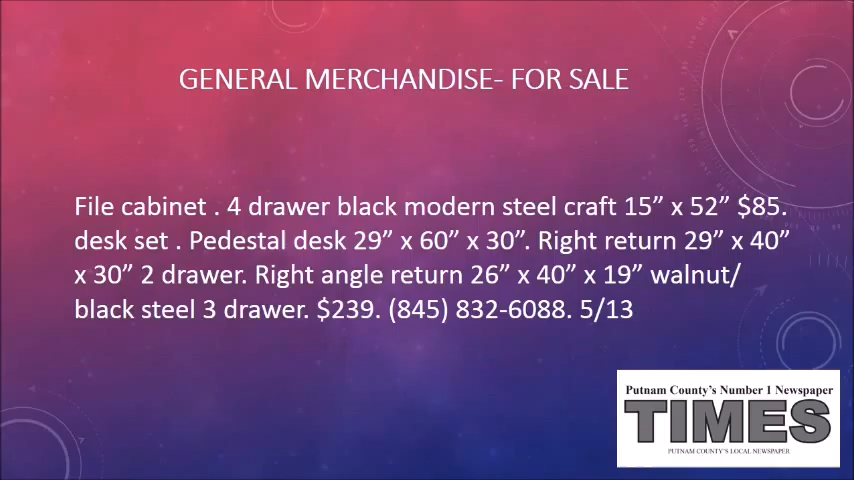 GENERAL MERCHANDISE- FOR SALE
File cabinet . 4 drawer black modern steel craft 15” x 52” $85.
desk set . Pedestal desk 29” x 60” x 30”. Right return 29” x 40”
x 30” 2 drawer. Right angle return 26” x 40” x 19” walnut/
black steel 3 drawer. $239. (845) 832-6088. 5/13
Putnam County's Number 1 Newspaper
TIMES
PUTNAM COUNTY'S LOCAL NEWSPAPER